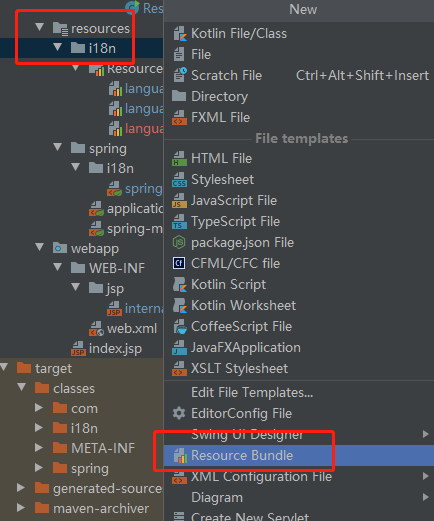 Res
resources
i18n
Resource
langua
langua
langua
spring
i18n
spring
application
spring-m
webapp
WEB-INF
jsp
interna
web.xml
index.jsp
target
classes
com
i18n
META-INF
spring
generated-sources
maven-archiver
New
Kotlin File/Class
File
Scratch File Ctrl+Alt+Shift+Insert
Directory
FXML File
File templates
HTML File
Stylesheet
JavaScript File
TypeScript File
package.json File
CFML/CFC file
Kotlin Script
Kotlin Worksheet
CoffeeScript File
JavaFXApplication
XSLT Stylesheet
Edit File Templates...
EditorConfig File
Swing UI Designer
Resource Bundle
XML Configuration File
Diagram
Create New Servlet